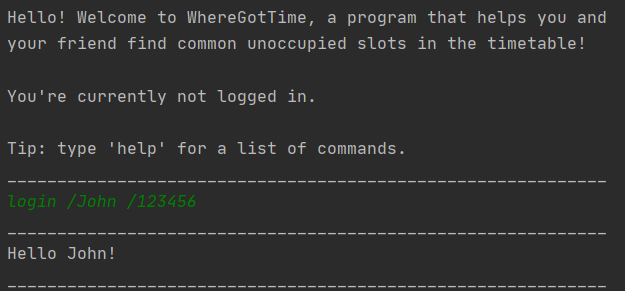 Hello! Welcome to WhereGotTime, a program that helps you and
your friend find common unoccupied slots in the timetable!
You're currently not logged in.
Tip: type 'help' for a list of commands.
____________________________________________________________
login /John /123456
____________________________________________________________
Hello John!
____________________________________________________________